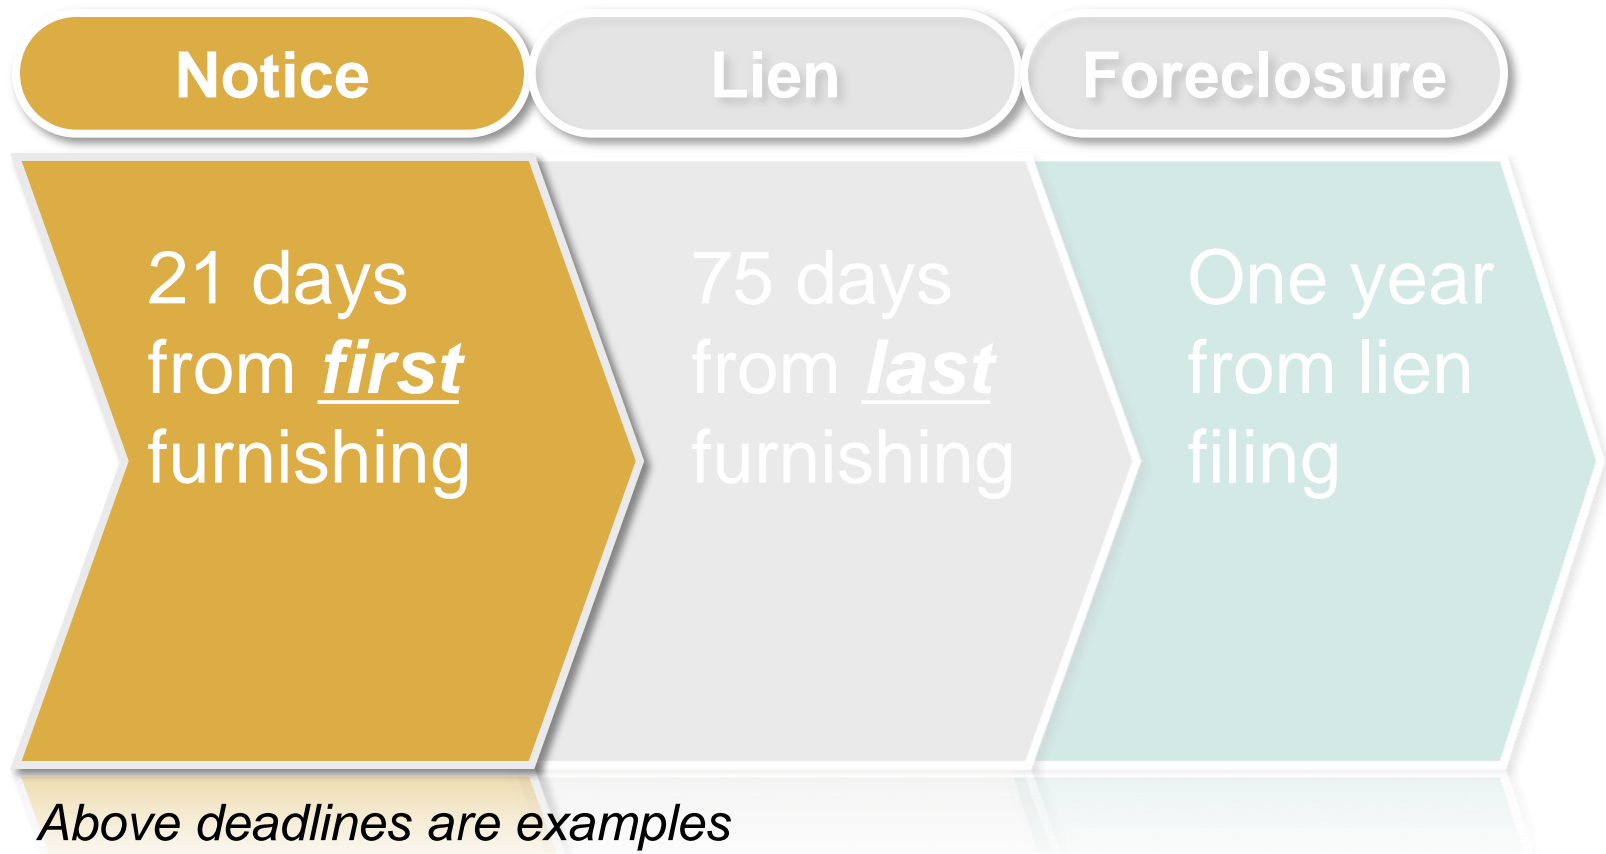 Notice
Lien
Foreclosure
21 days
from first
furnishing
75 days
from last
furnishing
One year
from lien
filing
Above deadlines are examples